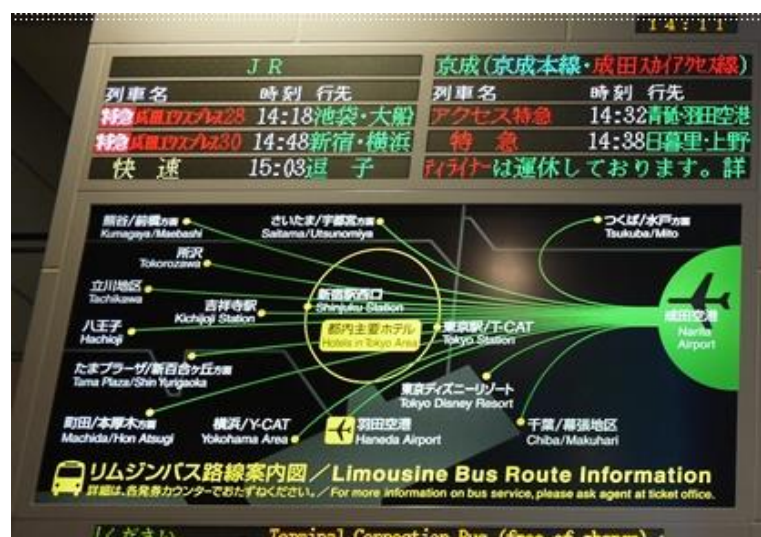 14:11
JR
京成(京成本線・成田スカイアクセス線)
列車名 時刻 行先
列車名 時刻 行先
特急 成田エクスプレス28 14:18 池袋・大船
アクセス特急 14:32 青砥・羽田空港
特急 成田エクスプレス30 14:48 新宿・横浜
特急 14:38 日暮里・上野
快速 15:03 逗子
ティライナーは運休しております。詳
熊谷/前橋方面
Kumagaya/Maebashi
さいたま/宇都宮方面
Saitama/Utsunomiya
つくば/水戸方面
Tsukuba/Mito
所沢
Tokorozawa
立川地区
Tachikawa
吉祥寺駅
Kichijoji Station
新宿駅西口
Shinjuku Station
成田空港
Narita
Airport
八王子
Hachioji
都内主要ホテル
Hotels in Tokyo Area
東京駅/T-CAT
Tokyo Station
たまプラーザ/新百合ヶ丘方面
Tama Plaza/Shin Yurigaoka
東京ディズニーリゾート
Tokyo Disney Resort
町田/本厚木方面
Machida/Hon Atsugi
横浜/Y-CAT
Yokohama Area
羽田空港
Haneda Airport
千葉/幕張地区
Chiba/Makuhari
リムジンバス路線案内図/Limousine Bus Route Information
詳細は、各発券カウンターでおたずねください。/For more information on bus service, please ask agent at ticket office.
ください Terminal Connection Bus (free of charge)